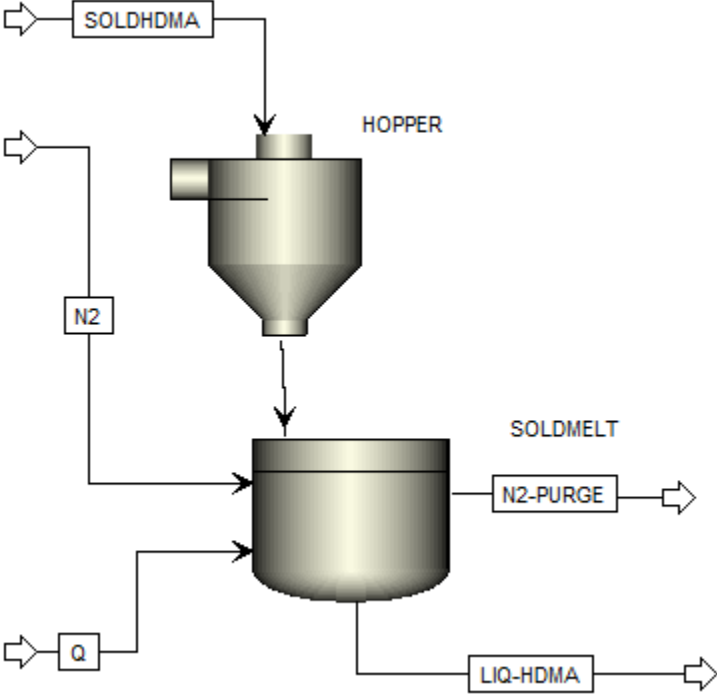 SOLDHDMA
HOPPER
N2
SOLDMELT
N2-PURGE
Q
LIQ-HDMA